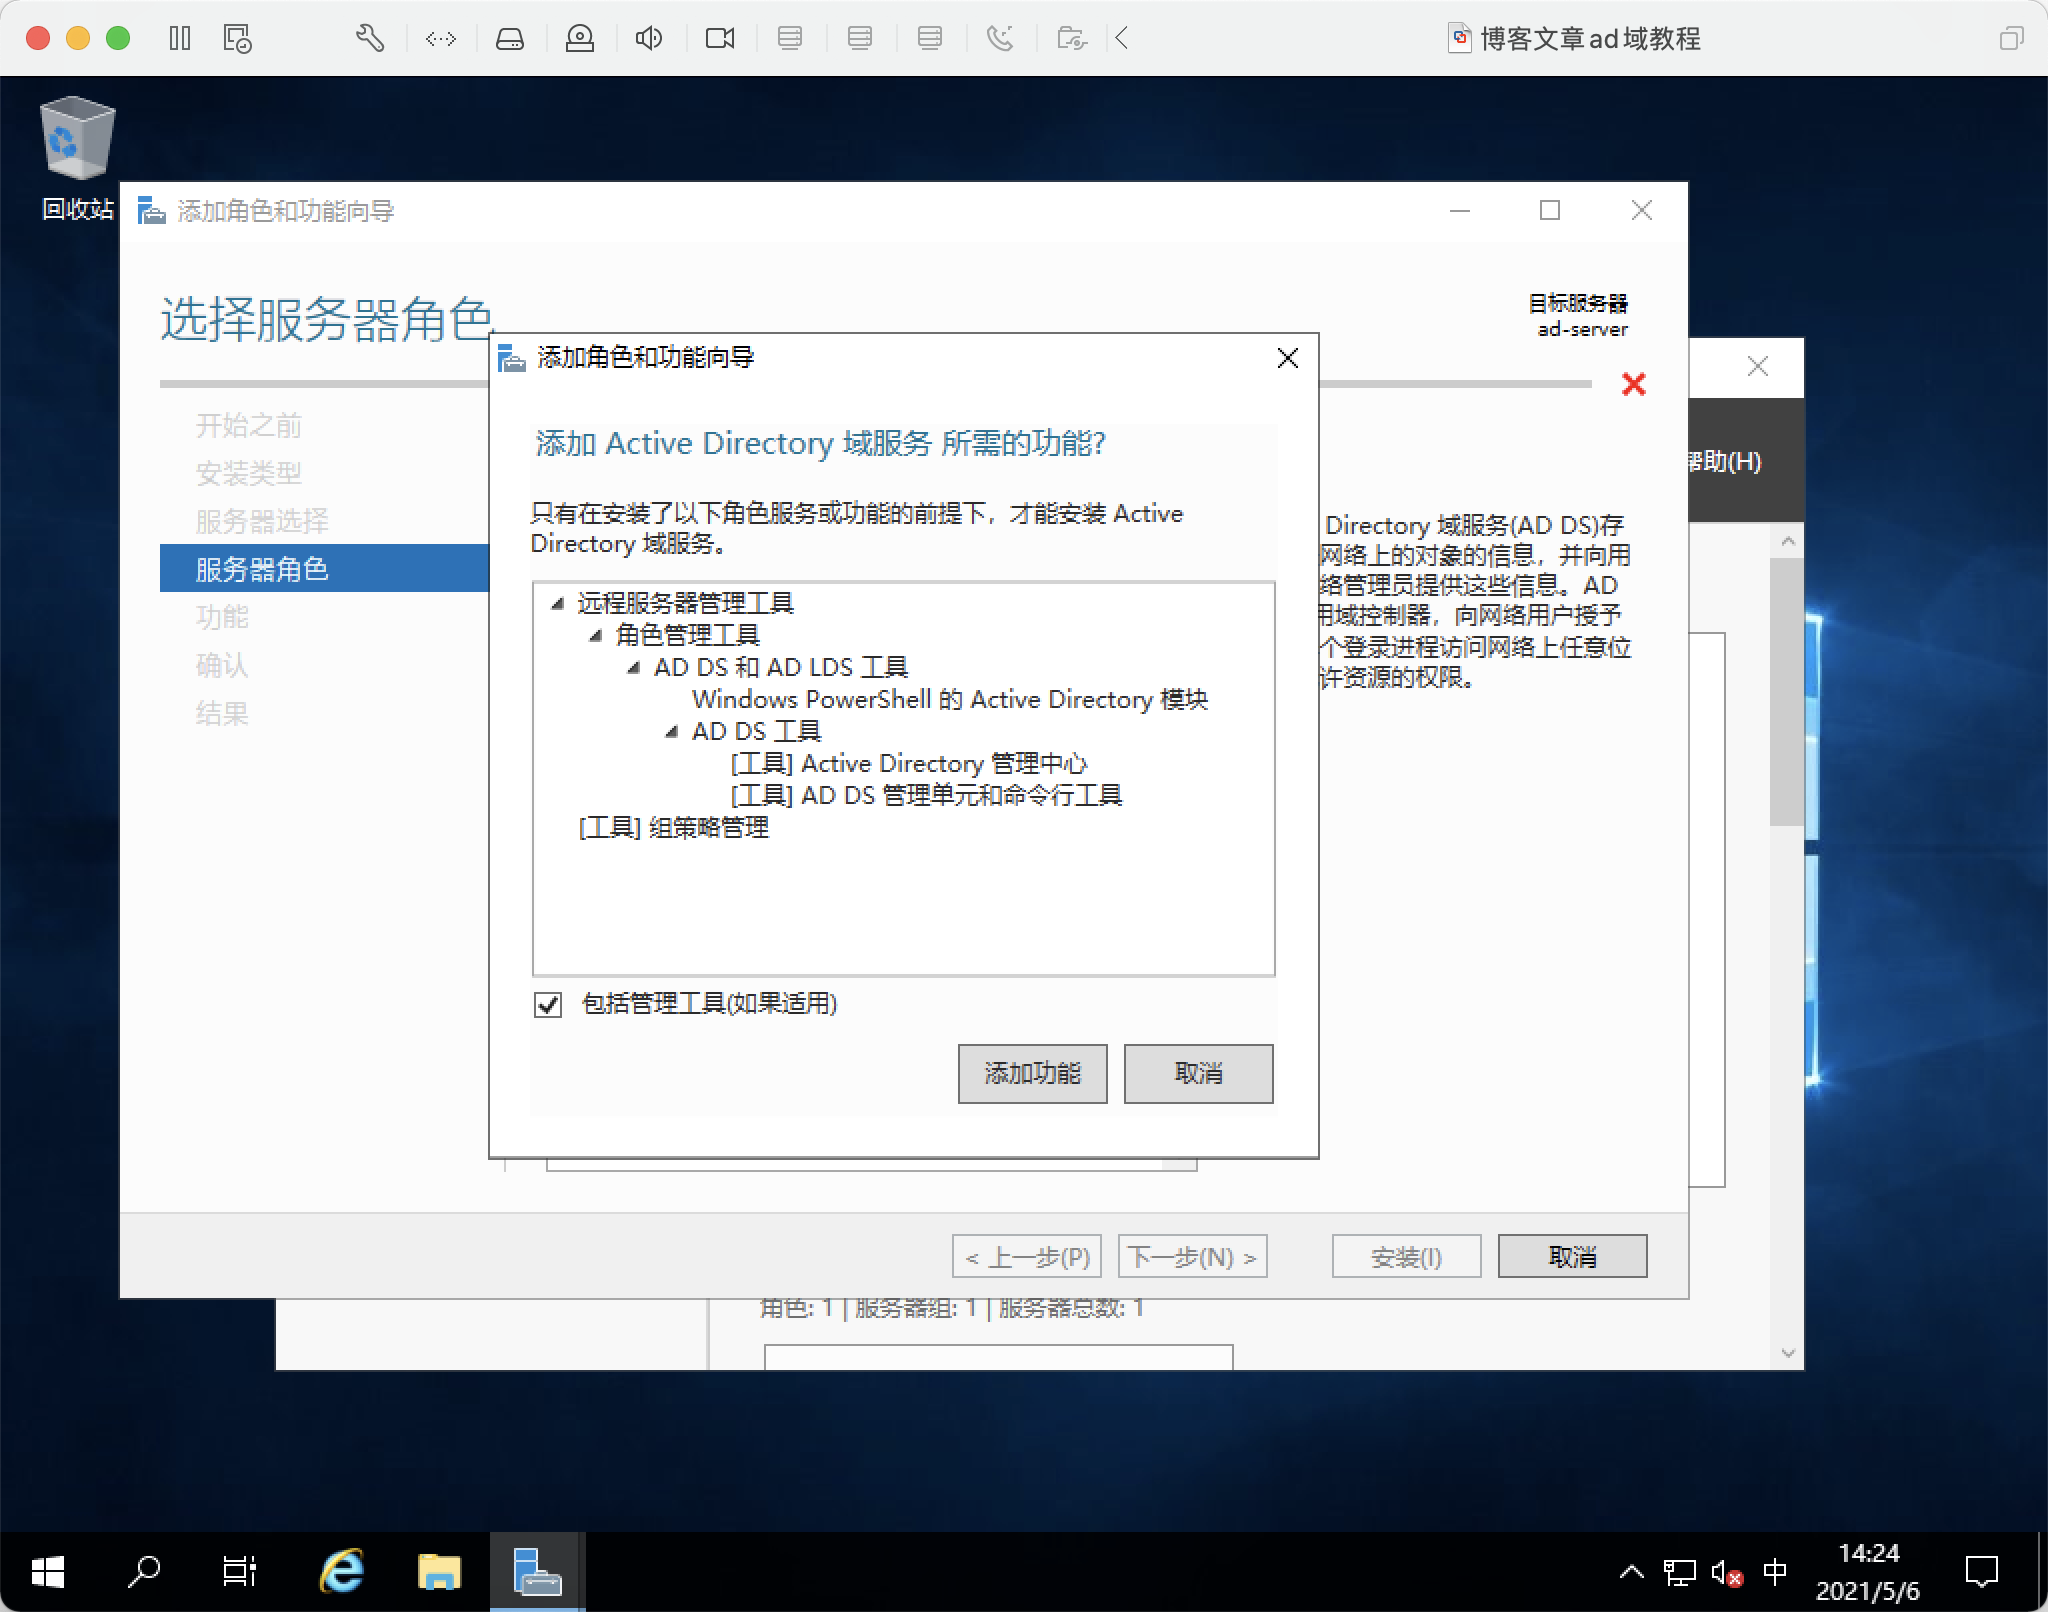 博客文章ad域教程
回收站
添加角色和功能向导
选择服务器角色
目标服务器
ad-server
开始之前
安装类型
服务器选择
服务器角色
功能
确认
结果
添加角色和功能向导
添加 Active Directory 域服务 所需的功能?
只有在安装了以下角色服务或功能的前提下，才能安装 Active
Directory 域服务。
远程服务器管理工具
角色管理工具
AD DS 和 AD LDS 工具
Windows PowerShell 的 Active Directory 模块
AD DS 工具
[工具] Active Directory 管理中心
[工具] AD DS 管理单元和命令行工具
[工具] 组策略管理
包括管理工具(如果适用)
添加功能
取消
帮助(H)
Directory 域服务(AD DS)存
网络上的对象的信息，并向用
络管理员提供这些信息。AD
用域控制器，向网络用户授予
个登录进程访问网络上任意位
许资源的权限。
< 上一步(P)
下一步(N) >
安装(I)
取消
角色: 1 | 服务器组: 1 | 服务器总数: 1
中
14:24
2021/5/6